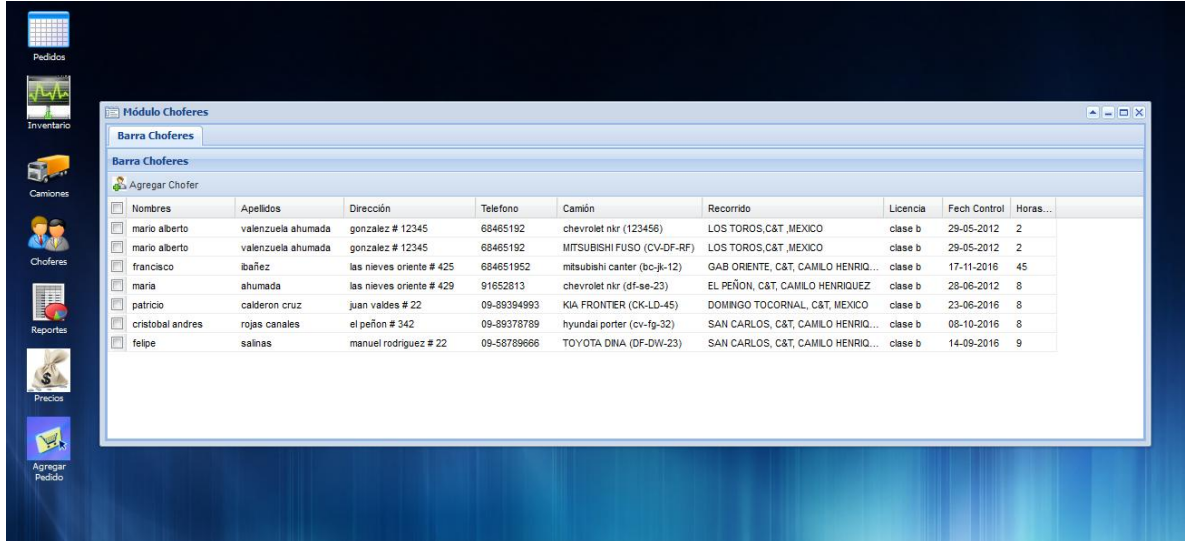 Pedidos
Inventario
Camiones
Choferes
Reportes
Precios
Agregar
Pedido
Módulo Choferes
Barra Choferes
Barra Choferes
Agregar Chofer
Nombres Apellidos Dirección Telefono Camión Recorrido Licencia Fech Control Horas...
mario alberto valenzuela ahumada gonzalez # 12345 68465192 chevrolet nkr (123456) LOS TOROS,C&T ,MEXICO clase b 29-05-2012 2
mario alberto valenzuela ahumada gonzalez # 12345 68465192 MITSUBISHI FUSO (CV-DF-RF) LOS TOROS,C&T ,MEXICO clase b 29-05-2012 2
francisco ibañez las nieves oriente # 425 684651952 mitsubishi canter (bc-jk-12) GAB ORIENTE, C&T, CAMILO HENRIQ... clase b 17-11-2016 45
maria ahumada las nieves oriente # 429 91652813 chevrolet nkr (df-se-23) EL PEÑON, C&T, CAMILO HENRIQUEZ clase b 28-06-2012 8
patricio calderon cruz juan valdes # 22 09-89394993 KIA FRONTIER (CK-LD-45) DOMINGO TOCORNAL, C&T, MEXICO clase b 23-06-2016 8
cristobal andres rojas canales el peñon # 342 09-89378789 hyundai porter (cv-fg-32) SAN CARLOS, C&T, CAMILO HENRIQ... clase b 08-10-2016 8
felipe salinas manuel rodriguez # 22 09-58789666 TOYOTA DINA (DF-DW-23) SAN CARLOS, C&T, CAMILO HENRIQ... clase b 14-09-2016 9